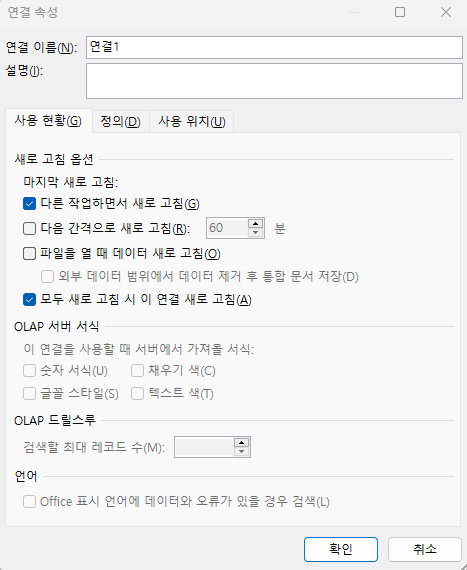 연결 속성
연결 이름(N): 연결1
설명(I):
사용 현황(G) 정의(D) 사용 위치(U)
새로 고침 옵션
마지막 새로 고침:
다른 작업하면서 새로 고침(G)
다음 간격으로 새로 고침(R): 60 분
파일을 열 때 데이터 새로 고침(O)
외부 데이터 범위에서 데이터 제거 후 통합 문서 저장(D)
모두 새로 고침 시 이 연결 새로 고침(A)
OLAP 서버 서식
이 연결을 사용할 때 서버에서 가져올 서식:
숫자 서식(U) 채우기 색(C)
글꼴 스타일(S) 텍스트 색(T)
OLAP 드릴스루
검색할 최대 레코드 수(M):
언어
Office 표시 언어에 데이터와 오류가 있을 경우 검색(L)
확인 취소